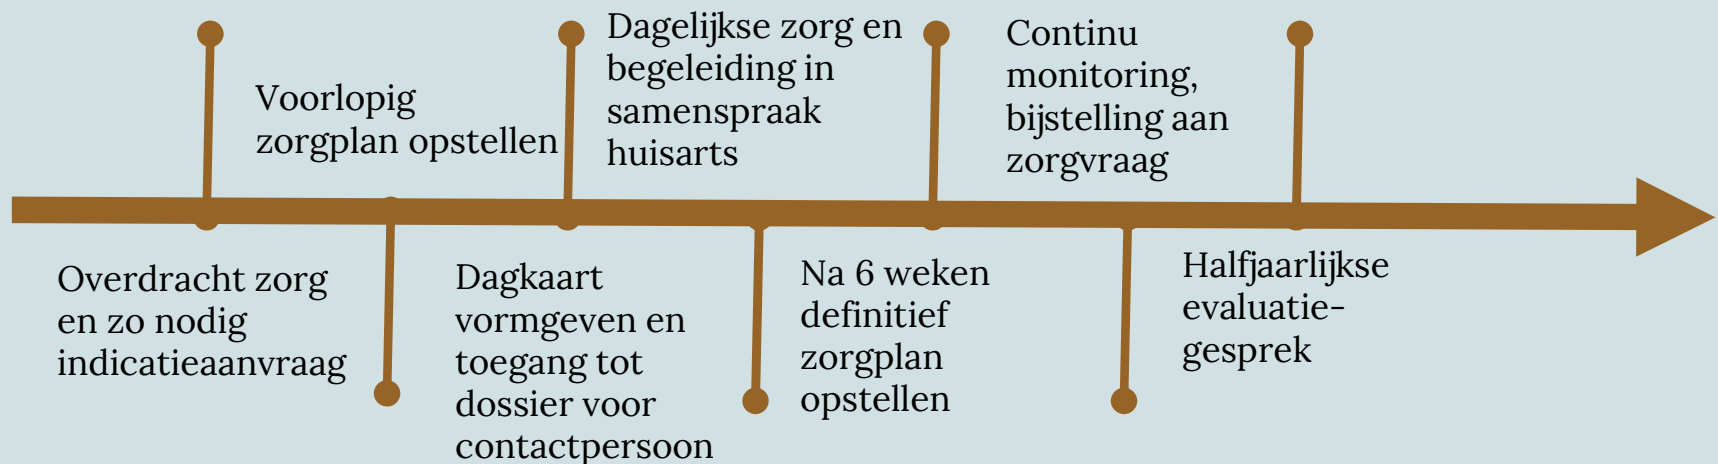 Overdracht zorg
en zo nodig
indicatieaanvraag
Voorlopig
zorgplan opstellen
Dagkaart
vormgeven en
toegang tot
dossier voor
contactpersoon
Dagelijkse zorg en
begeleiding in
samenspraak
huisarts
Na 6 weken
definitief
zorgplan
opstellen
Continu
monitoring,
bijstelling aan
zorgvraag
Halfjaarlijkse
evaluatie-
gesprek